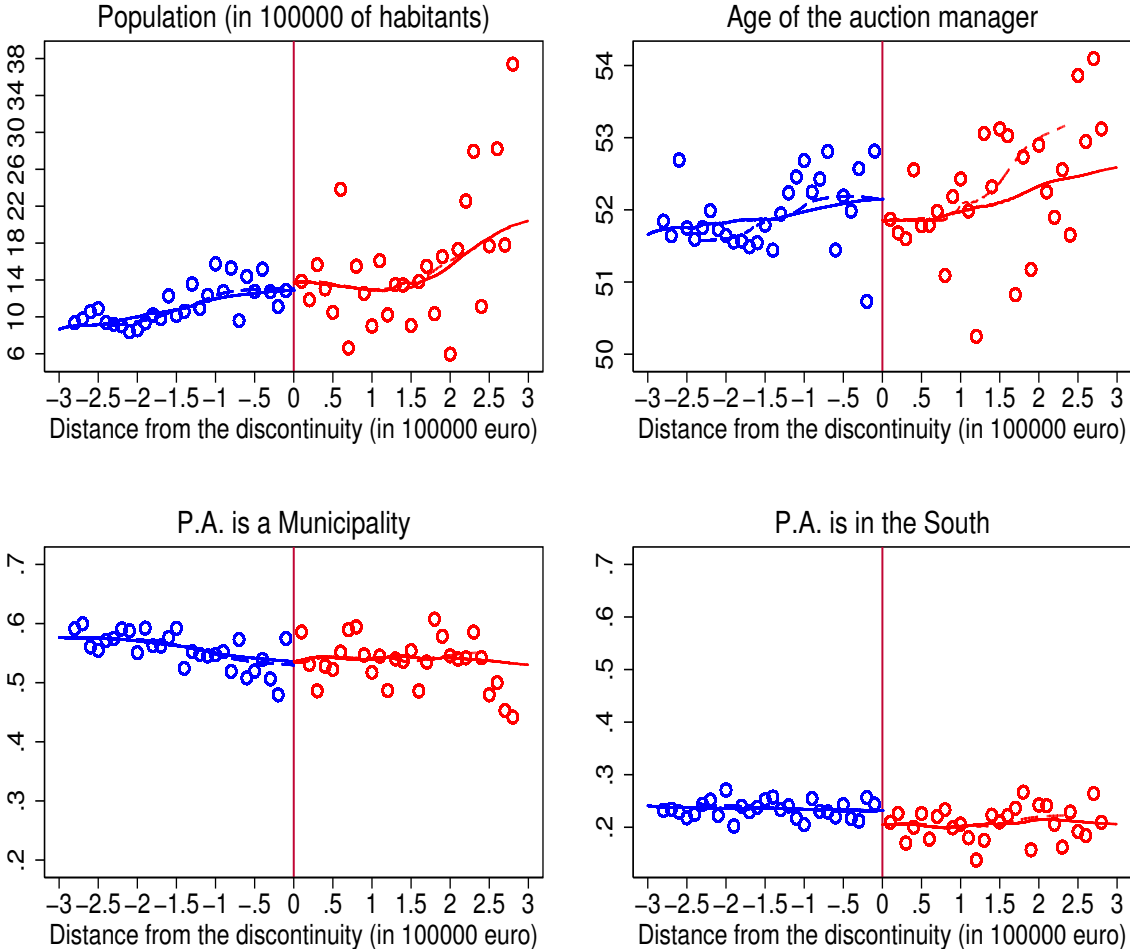 Population (in 100000 of habitants)
38
34
30
26
22
18
14
10
6
−3 −2.5 −2 −1.5 −1 −.5 0 .5 1 1.5 2 2.5 3
Distance from the discontinuity (in 100000 euro)
Age of the auction manager
54
53
52
51
50
−3 −2.5 −2 −1.5 −1 −.5 0 .5 1 1.5 2 2.5 3
Distance from the discontinuity (in 100000 euro)
P.A. is a Municipality
.7
.6
.5
.4
.3
.2
−3 −2.5 −2 −1.5 −1 −.5 0 .5 1 1.5 2 2.5 3
Distance from the discontinuity (in 100000 euro)
P.A. is in the South
.7
.6
.5
.4
.3
.2
−3 −2.5 −2 −1.5 −1 −.5 0 .5 1 1.5 2 2.5 3
Distance from the discontinuity (in 100000 euro)